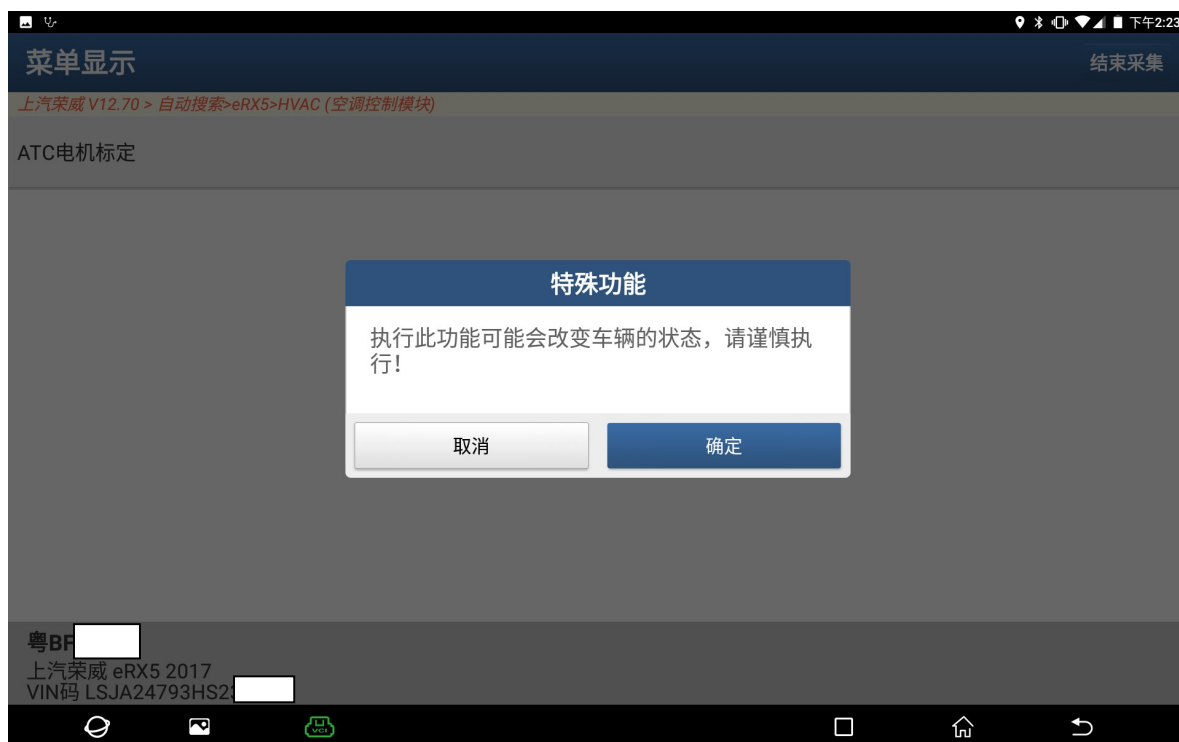 下午2:23
菜单显示
结束采集
上汽荣威 V12.70 > 自动搜索>eRX5>HVAC (空调控制模块)
ATC电机标定
特殊功能
执行此功能可能会改变车辆的状态，请谨慎执
行！
取消
确定
粤BF
上汽荣威 eRX5 2017
VIN码 LSJA24793HS2
VCI